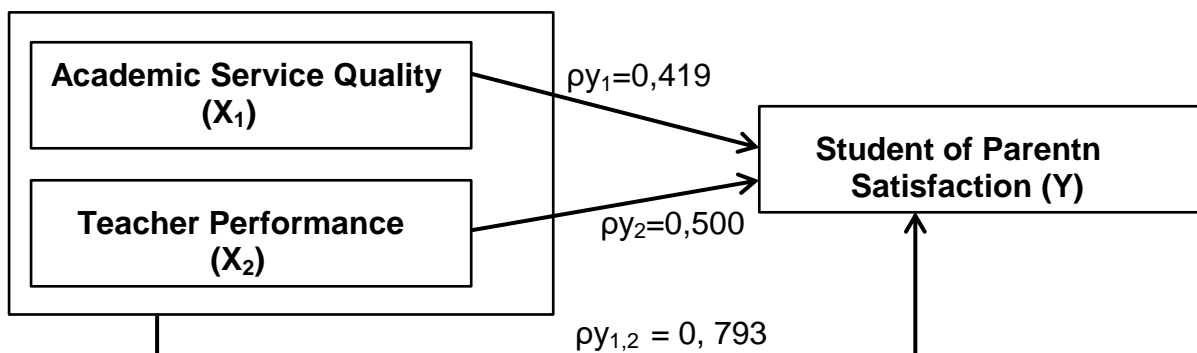 Academic Service Quality
(X₁)
ρy₁=0,419
Student of Parentn
Satisfaction (Y)
Teacher Performance
(X₂)
ρy₂=0,500
ρy₁,₂ = 0, 793